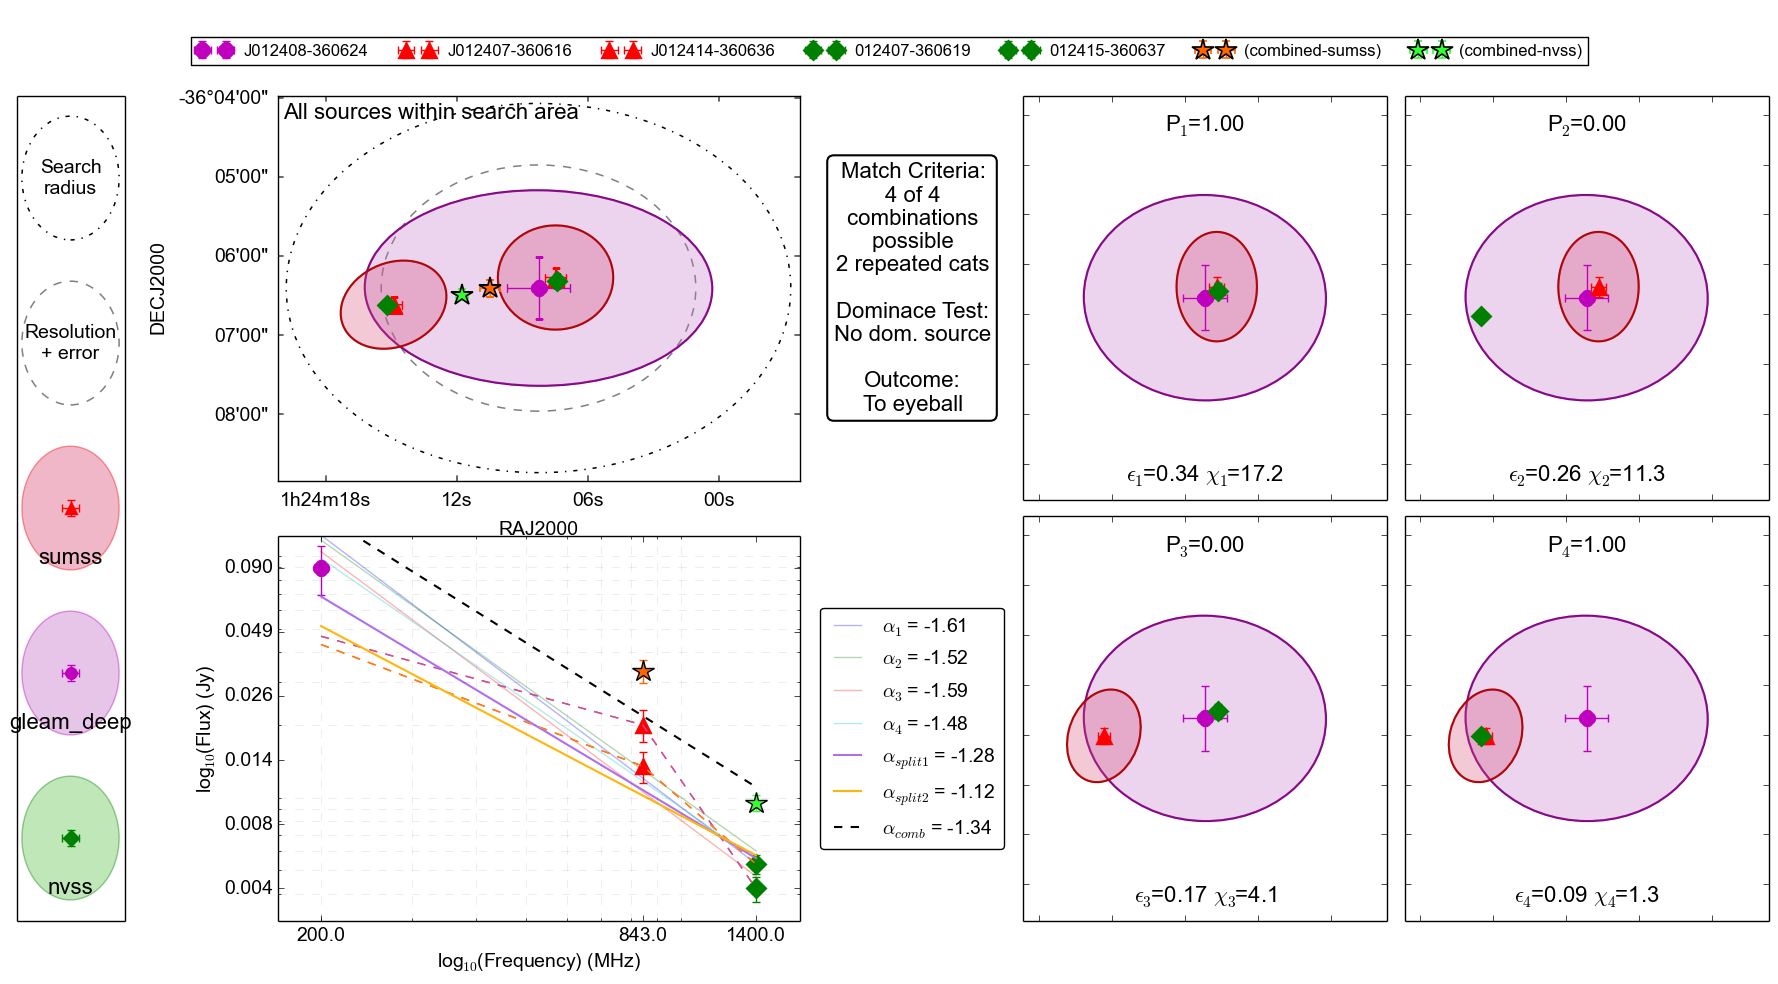 J012408-360624 J012407-360616 J012414-360636 012407-360619 012415-360637 (combined-sumss) (combined-nvss)
Search
radius
Resolution
+ error
sumss
gleam_deep
nvss
All sources within search area
-36°04'00"
05'00"
06'00"
07'00"
08'00"
DECJ2000
1h24m18s 12s 06s 00s
RAJ2000
Match Criteria:
4 of 4
combinations
possible
2 repeated cats
Dominace Test:
No dom. source
Outcome:
To eyeball
P1=1.00
ϵ1=0.34 χ1=17.2
P2=0.00
ϵ2=0.26 χ2=11.3
0.090
0.049
0.026
0.014
0.008
0.004
log10(Flux) (Jy)
200.0 843.0 1400.0
log10(Frequency) (MHz)
α1 = -1.61
α2 = -1.52
α3 = -1.59
α4 = -1.48
αsplit1 = -1.28
αsplit2 = -1.12
αcomb = -1.34
P3=0.00
ϵ3=0.17 χ3=4.1
P4=1.00
ϵ4=0.09 χ4=1.3